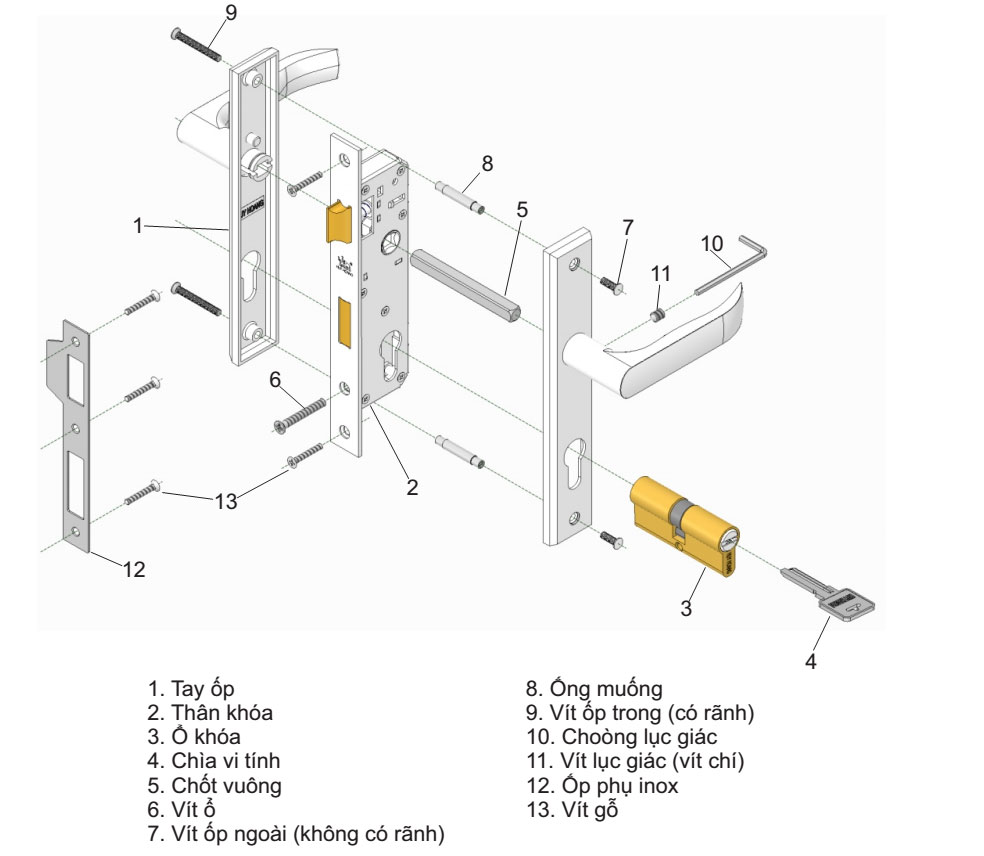 9
8
5
7
10
11
1
6
2
13
12
3
4
1. Tay ốp
2. Thân khóa
3. Ổ khóa
4. Chìa vi tính
5. Chốt vuông
6. Vít ổ
7. Vít ốp ngoài (không có rãnh)
8. Ống muống
9. Vít ốp trong (có rãnh)
10. Choòng lục giác
11. Vít lục giác (vít chí)
12. Ốp phụ inox
13. Vít gỗ